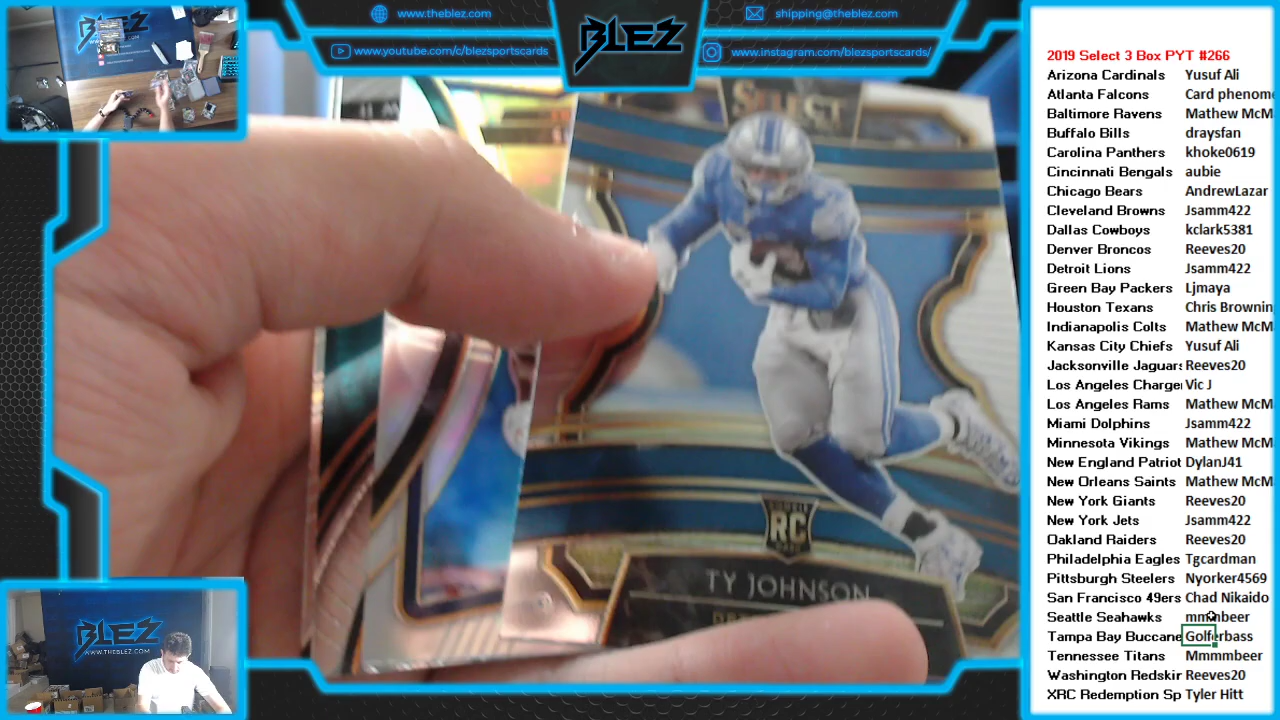 www.theblez.com
BLEZ
shipping@theblez.com
www.youtube.com/c/blezsportscards
www.instagram.com/blezsportscards/
SELECT
RC
TY JOHNSON
BLEZ
WWW.THEBLEZ.COM
2019 Select 3 Box PYT #266
Arizona Cardinals Yusuf Ali
Atlanta Falcons Card phenom
Baltimore Ravens Mathew McM
Buffalo Bills draysfan
Carolina Panthers khoke0619
Cincinnati Bengals aubie
Chicago Bears AndrewLazar
Cleveland Browns Jsamm422
Dallas Cowboys kclark5381
Denver Broncos Reeves20
Detroit Lions Jsamm422
Green Bay Packers Ljmaya
Houston Texans Chris Brownin
Indianapolis Colts Mathew McM
Kansas City Chiefs Yusuf Ali
Jacksonville Jaguar Reeves20
Los Angeles Charge Vic J
Los Angeles Rams Mathew McM
Miami Dolphins Jsamm422
Minnesota Vikings Mathew McM
New England Patriot DylanJ41
New Orleans Saints Mathew McM
New York Giants Reeves20
New York Jets Jsamm422
Oakland Raiders Reeves20
Philadelphia Eagles Tgcardman
Pittsburgh Steelers Nyorker4569
San Francisco 49ers Chad Nikaido
Seattle Seahawks
Tampa Bay Buccane Golferbass
Tennessee Titans Mmmmbeer
Washington Redskir Reeves20
XRC Redemption Sp Tyler Hitt